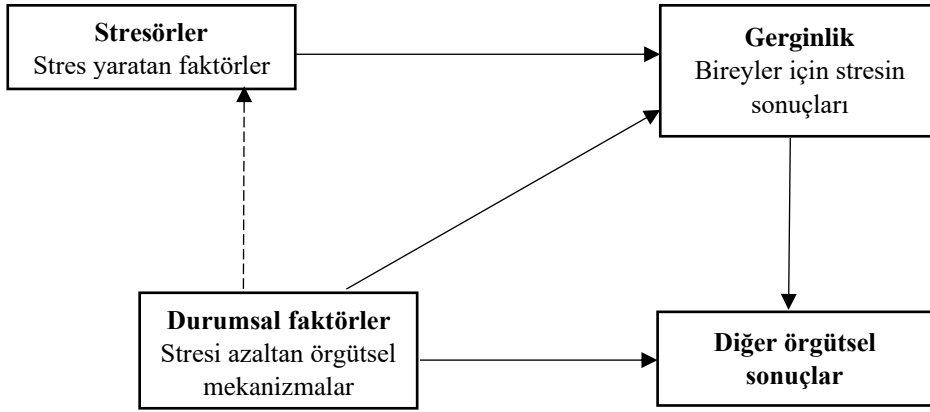 Stresörler
Stres yaratan faktörler
Gerginlik
Bireyler için stresin
sonuçları
Durumsal faktörler
Stresi azaltan örgütsel
mekanizmalar
Diğer örgütsel
sonuçlar